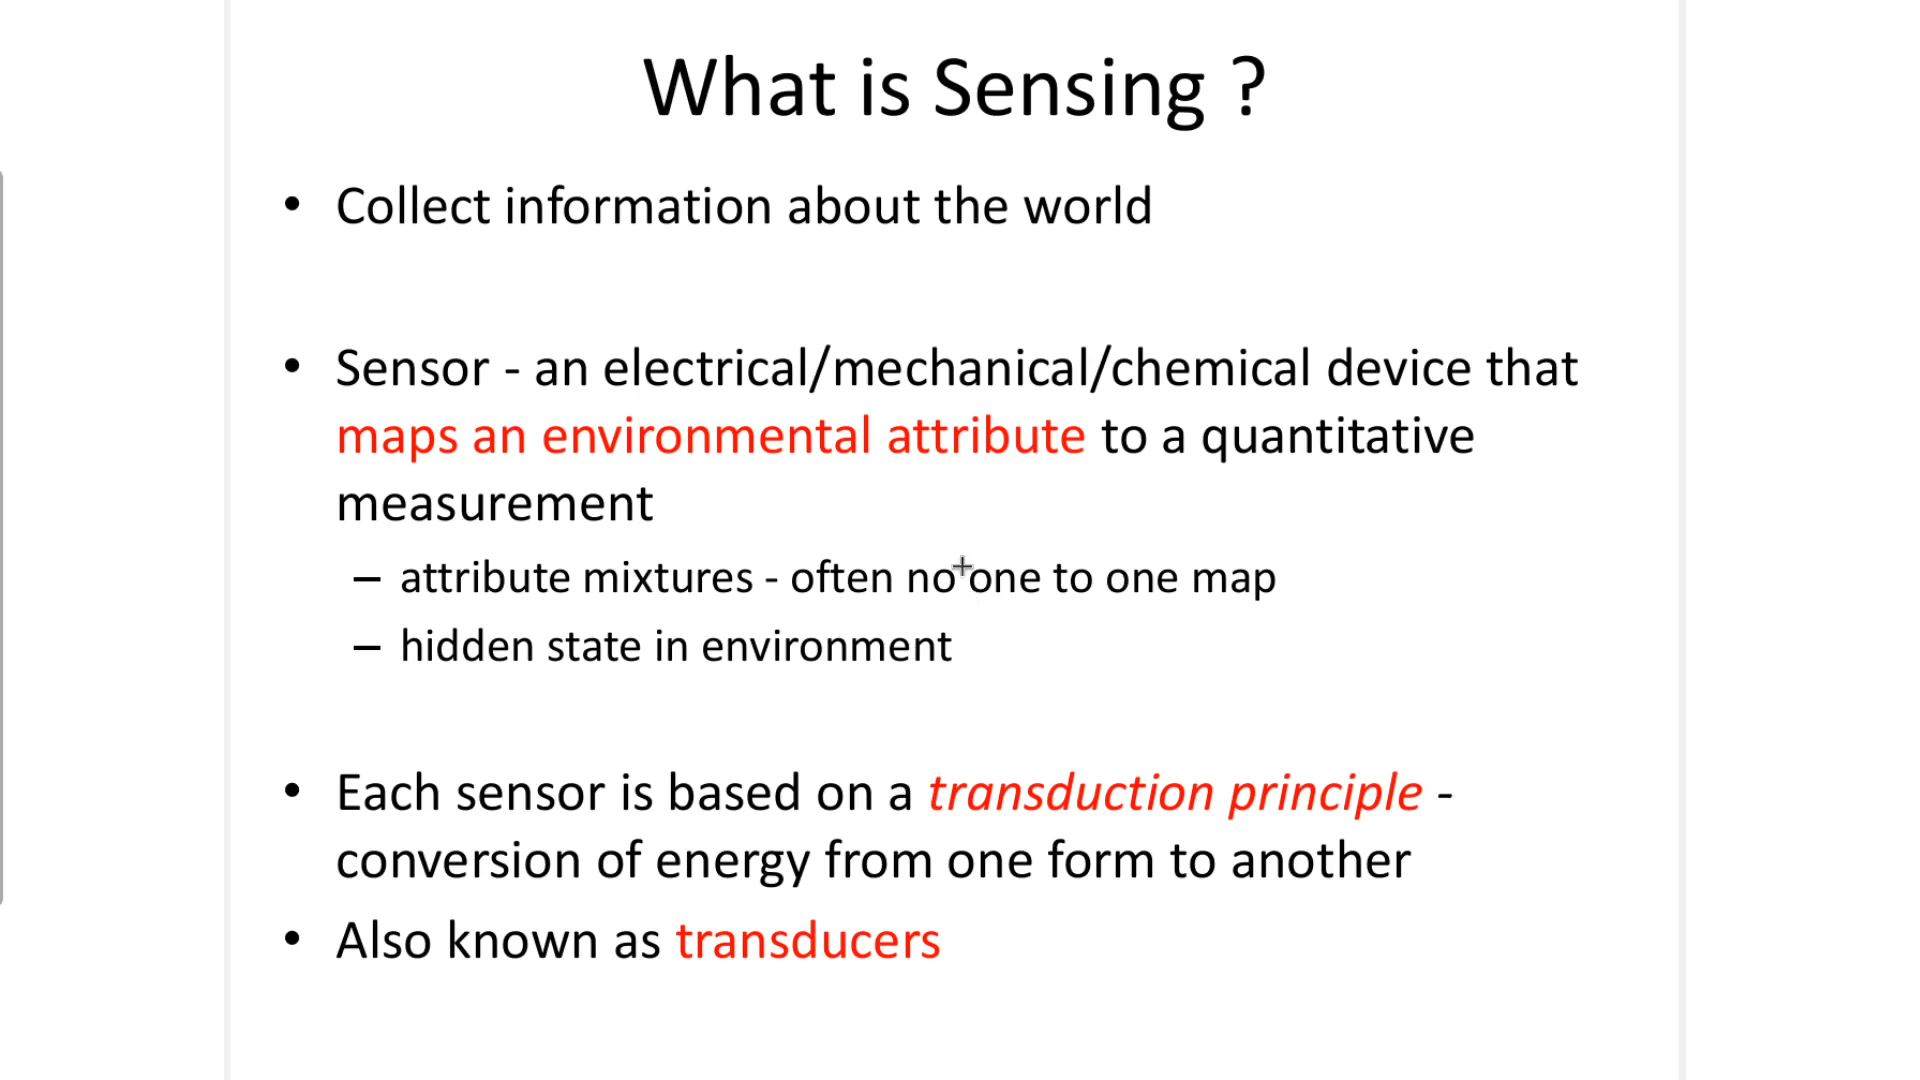 What is Sensing ?
• Collect information about the world
• Sensor - an electrical/mechanical/chemical device that
maps an environmental attribute to a quantitative
measurement
– attribute mixtures - often no one to one map
– hidden state in environment
• Each sensor is based on a transduction principle -
conversion of energy from one form to another
• Also known as transducers